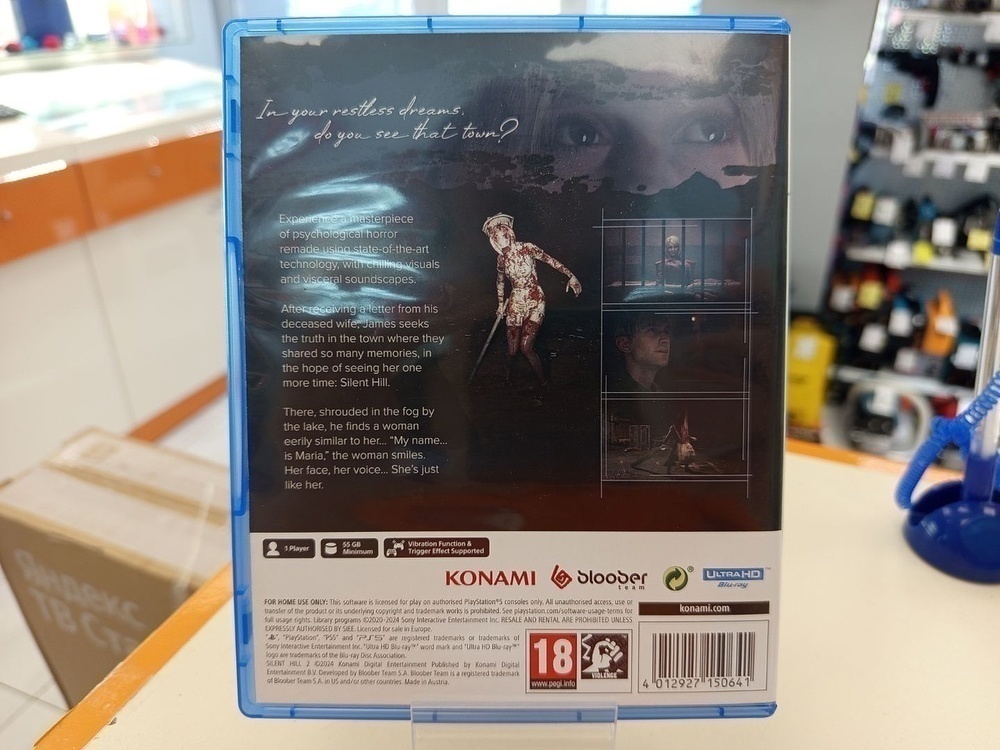 In your restless dreams,
do you see that town?
Experience a masterpiece
of psychological horror
remade using state-of-the-art
technology, with chilling visuals
and visceral soundscapes.
After receiving a letter from his
deceased wife, James seeks
the truth in the town where they
shared so many memories, in
the hope of seeing her one
more time: Silent Hill.
There, shrouded in the fog by
the lake, he finds a woman
eerily similar to her... "My name...
is Maria," the woman smiles.
Her face, her voice... She's just
like her.
1 Player
55 GB
Minimum
Vibration Function &
Trigger Effect Supported
KONAMI
bloober
team
ULTRA HD
Blu-ray
FOR HOME USE ONLY: This software is licensed for play on authorised PlayStation®5 consoles only. All unauthorised access, use or
transfer of the product or its underlying copyright and trademark works is prohibited. See playstation.com/software-usage-terms for
full usage rights. Library programs ©2020-2024 Sony Interactive Entertainment Inc. RESALE AND RENTAL ARE PROHIBITED UNLESS
EXPRESSLY AUTHORISED BY SIEE. Licensed for sale in Europe.
"PlayStation", "PS5" and "PS5" are registered trademarks or trademarks of
Sony Interactive Entertainment Inc. "Ultra HD Blu-ray™" word mark and "Ultra HD Blu-ray™"
logo are trademarks of the Blu-ray Disc Association.
SILENT HILL 2 ©2024 Konami Digital Entertainment Published by Konami Digital
Entertainment B.V. Developed by Bloober Team S.A. Bloober Team is a registered trademark
of Bloober Team S.A. in US and/or other countries. Made in Austria.
konami.com
18
www.pegi.info
VIOLENCE
4 012927 150641